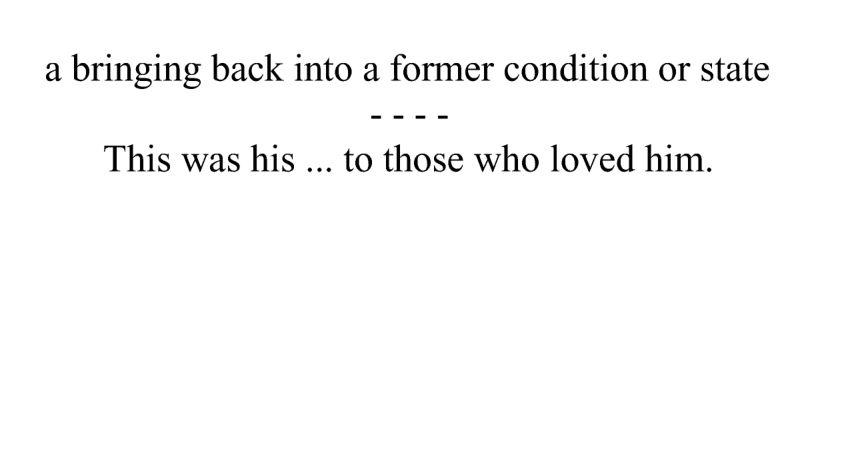 a bringing back into a former condition or state
- - - -
This was his ... to those who loved him.